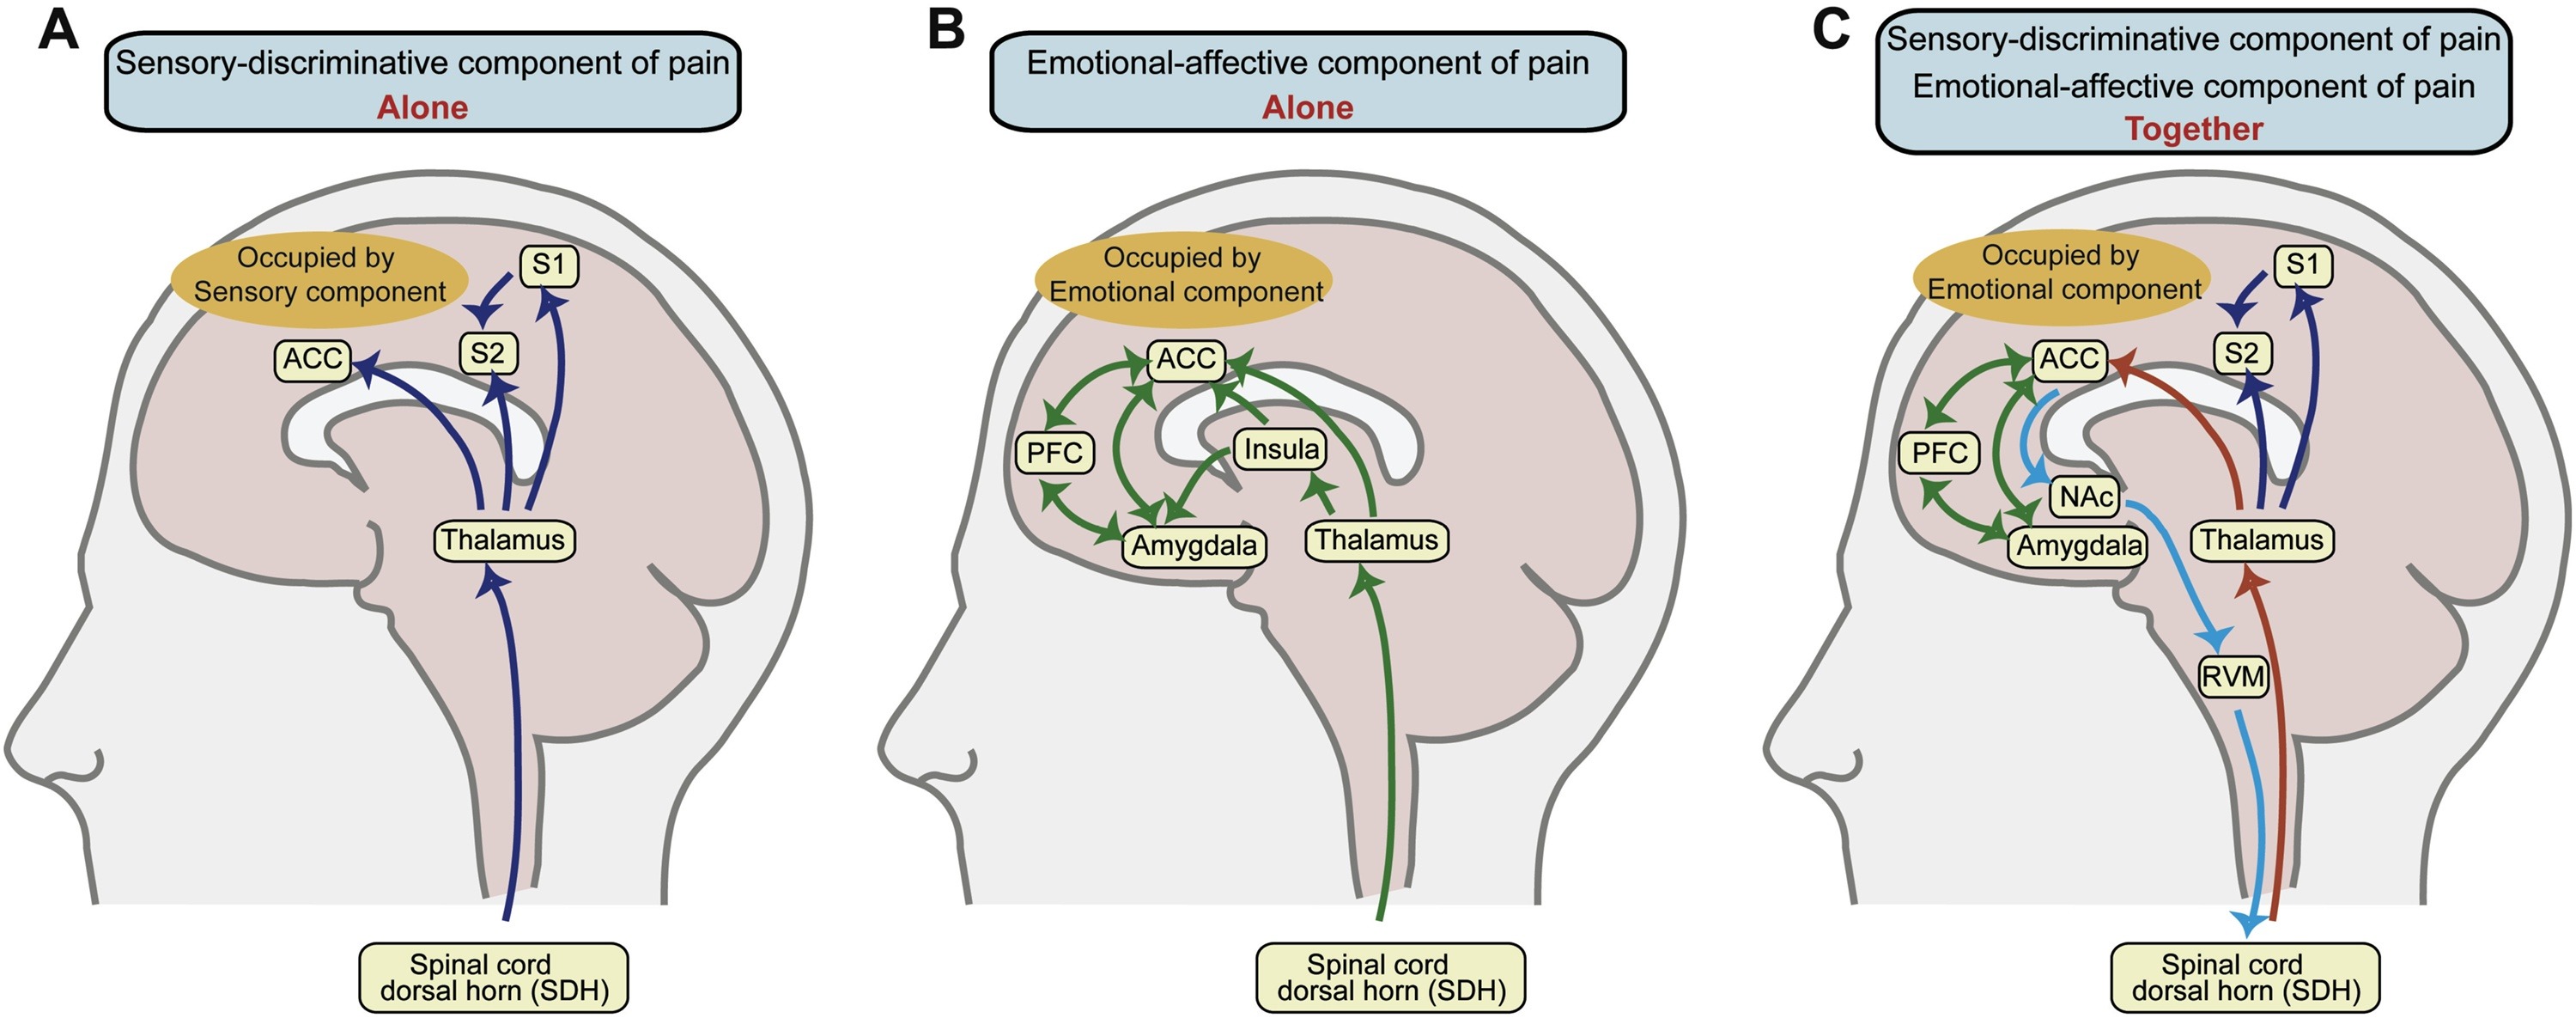 A
Sensory-discriminative component of pain
Alone
Occupied by
Sensory component
S1
S2
ACC
Thalamus
Spinal cord
dorsal horn (SDH)
B
Emotional-affective component of pain
Alone
Occupied by
Emotional component
ACC
PFC
Insula
Amygdala
Thalamus
Spinal cord
dorsal horn (SDH)
C
Sensory-discriminative component of pain
Emotional-affective component of pain
Together
Occupied by
Emotional component
S1
S2
ACC
PFC
NAc
Amygdala
Thalamus
RVM
Spinal cord
dorsal horn (SDH)